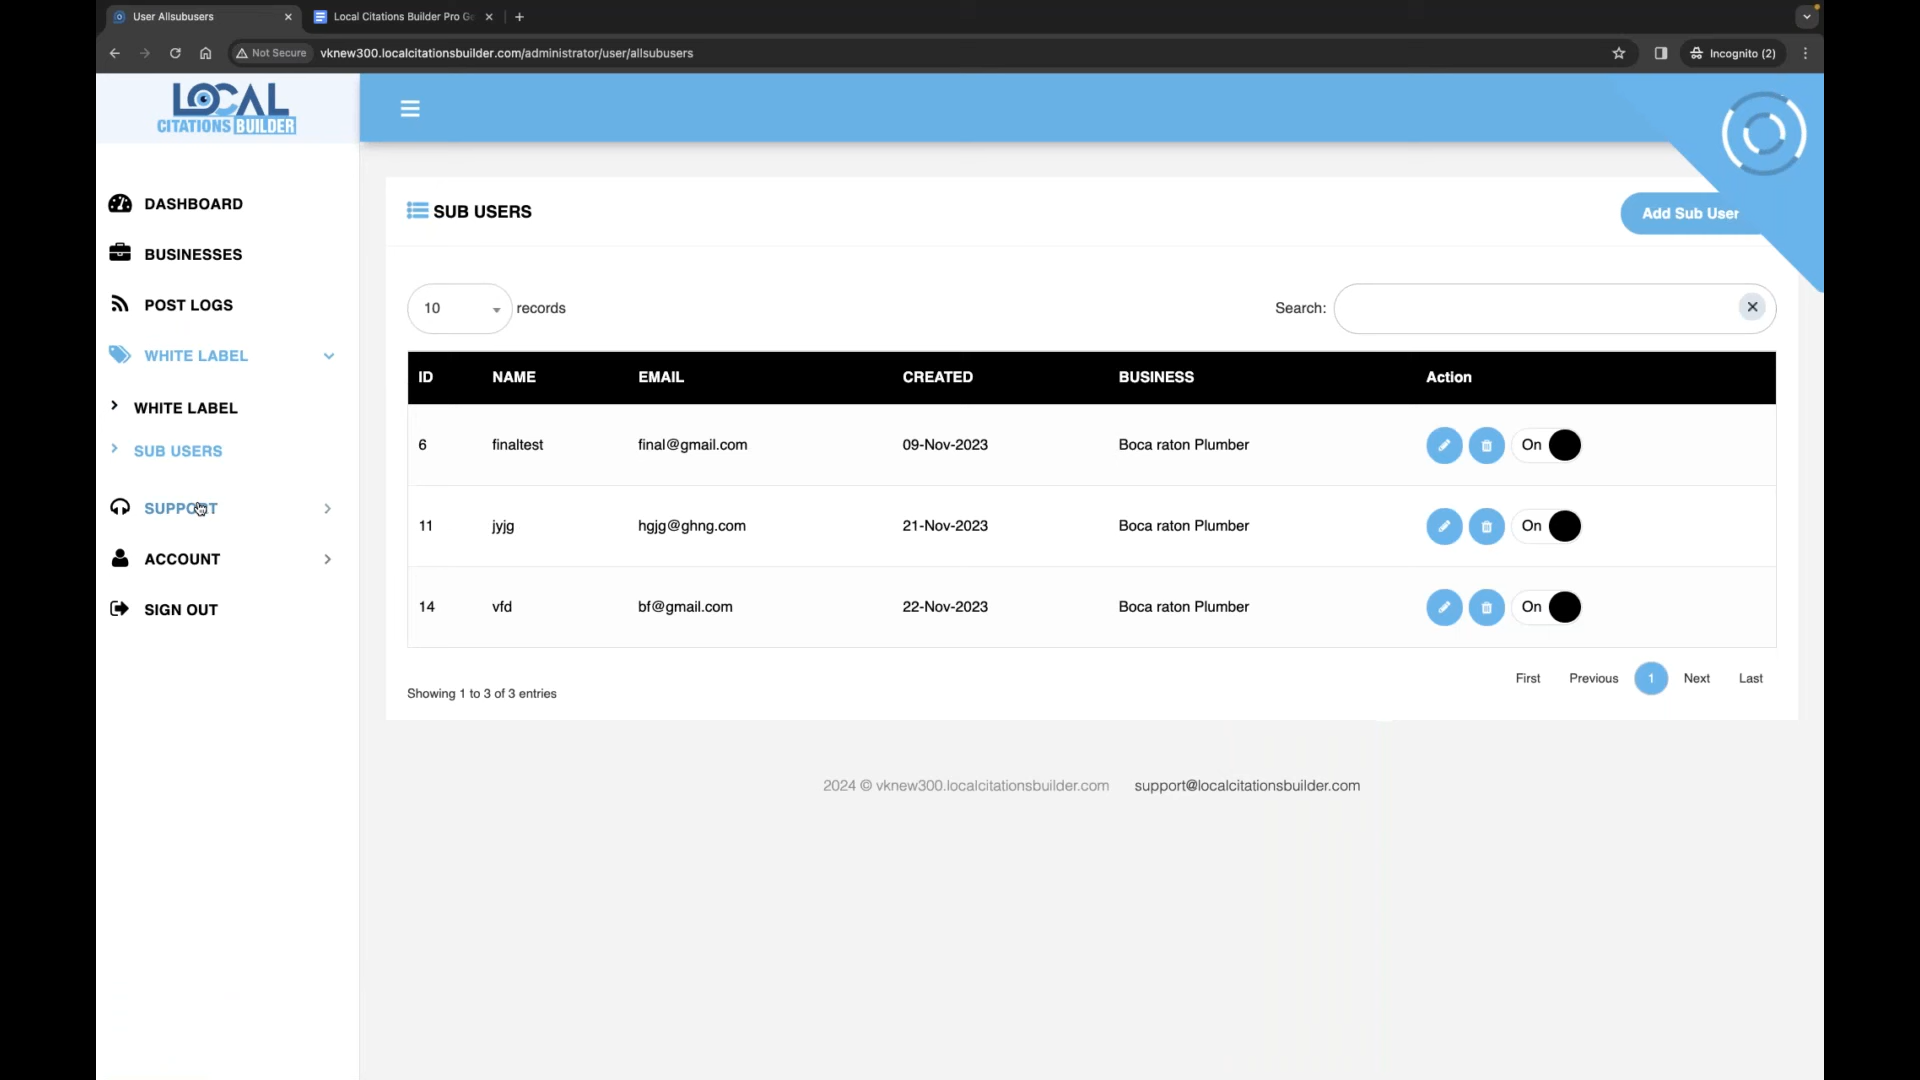 User Allsubusers
Local Citations Builder Pro Ge
Not Secure
vknew300.localcitationsbuilder.com/administrator/user/allsubusers
Incognito (2)
LOCAL
CITATIONS BUILDER
DASHBOARD
BUSINESSES
POST LOGS
WHITE LABEL
WHITE LABEL
SUB USERS
SUPPORT
ACCOUNT
SIGN OUT
SUB USERS
Add Sub User
10 records
Search:
ID NAME EMAIL CREATED BUSINESS Action
6 finaltest final@gmail.com 09-Nov-2023 Boca raton Plumber On
11 jyjg hgjg@ghng.com 21-Nov-2023 Boca raton Plumber On
14 vfd bf@gmail.com 22-Nov-2023 Boca raton Plumber On
Showing 1 to 3 of 3 entries
First Previous 1 Next Last
2024 © vknew300.localcitationsbuilder.com support@localcitationsbuilder.com